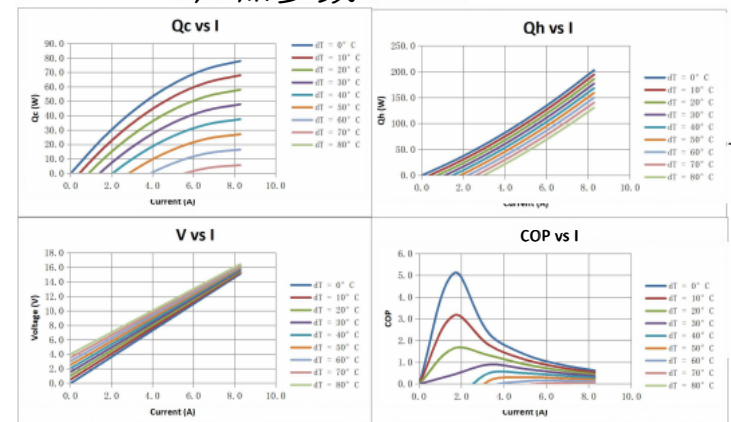 Qc vs I
90.0
80.0
70.0
60.0
50.0
40.0
30.0
20.0
10.0
0.0
Qc (W)
0.0 2.0 4.0 6.0 8.0 10.0
Current (A)
dT = 0° C
dT = 10° C
dT = 20° C
dT = 30° C
dT = 40° C
dT = 50° C
dT = 60° C
dT = 70° C
dT = 80° C
Qh vs I
250.0
200.0
150.0
100.0
50.0
0.0
Qh (W)
0.0 2.0 4.0 6.0 8.0 10.0
Current (A)
dT = 0° C
dT = 10° C
dT = 20° C
dT = 30° C
dT = 40° C
dT = 50° C
dT = 60° C
dT = 70° C
dT = 80° C
V vs I
18.0
16.0
14.0
12.0
10.0
8.0
6.0
4.0
2.0
0.0
Voltage (V)
0.0 2.0 4.0 6.0 8.0 10.0
Current (A)
dT = 0° C
dT = 10° C
dT = 20° C
dT = 30° C
dT = 40° C
dT = 50° C
dT = 60° C
dT = 70° C
dT = 80° C
COP vs I
6.0
5.0
4.0
3.0
2.0
1.0
0.0
COP
0.0 2.0 4.0 6.0 8.0 10.0
Current (A)
dT = 0° C
dT = 10° C
dT = 20° C
dT = 30° C
dT = 40° C
dT = 50° C
dT = 60° C
dT = 70° C
dT = 80° C